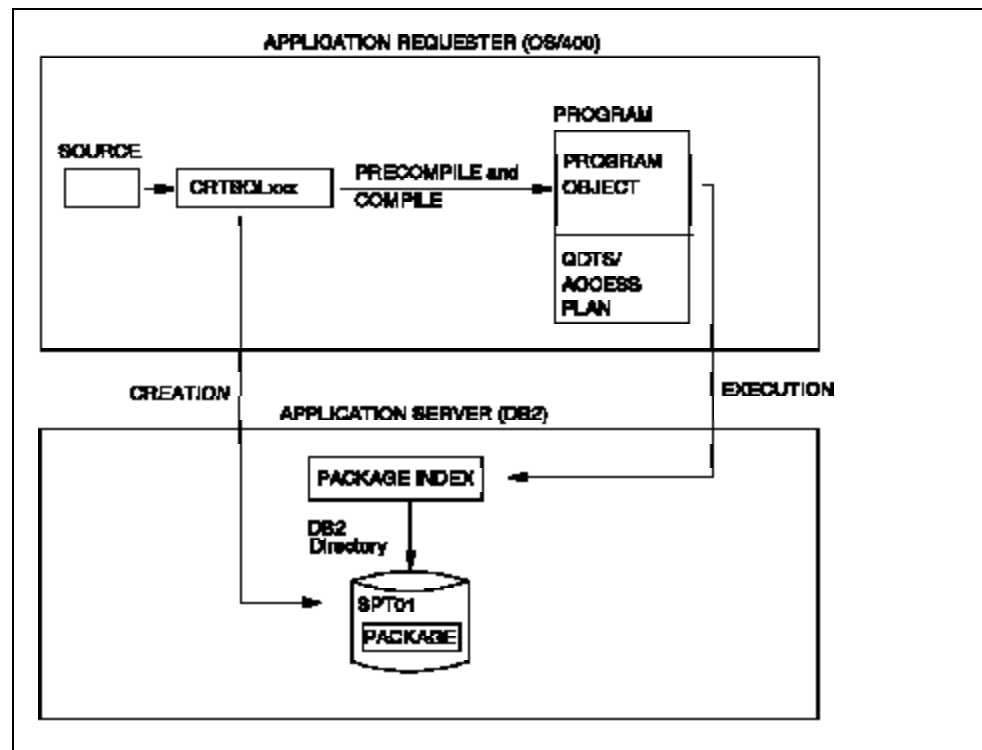 APPLICATION REQUESTER (OS/400)
PROGRAM
SOURCE
CRTSQLxxx
PRECOMPILE and
COMPILE
PROGRAM
OBJECT
QDTS/
ACCESS
PLAN
CREATION
EXECUTION
APPLICATION SERVER (DB2)
PACKAGE INDEX
DB2
Directory
SPT01
PACKAGE